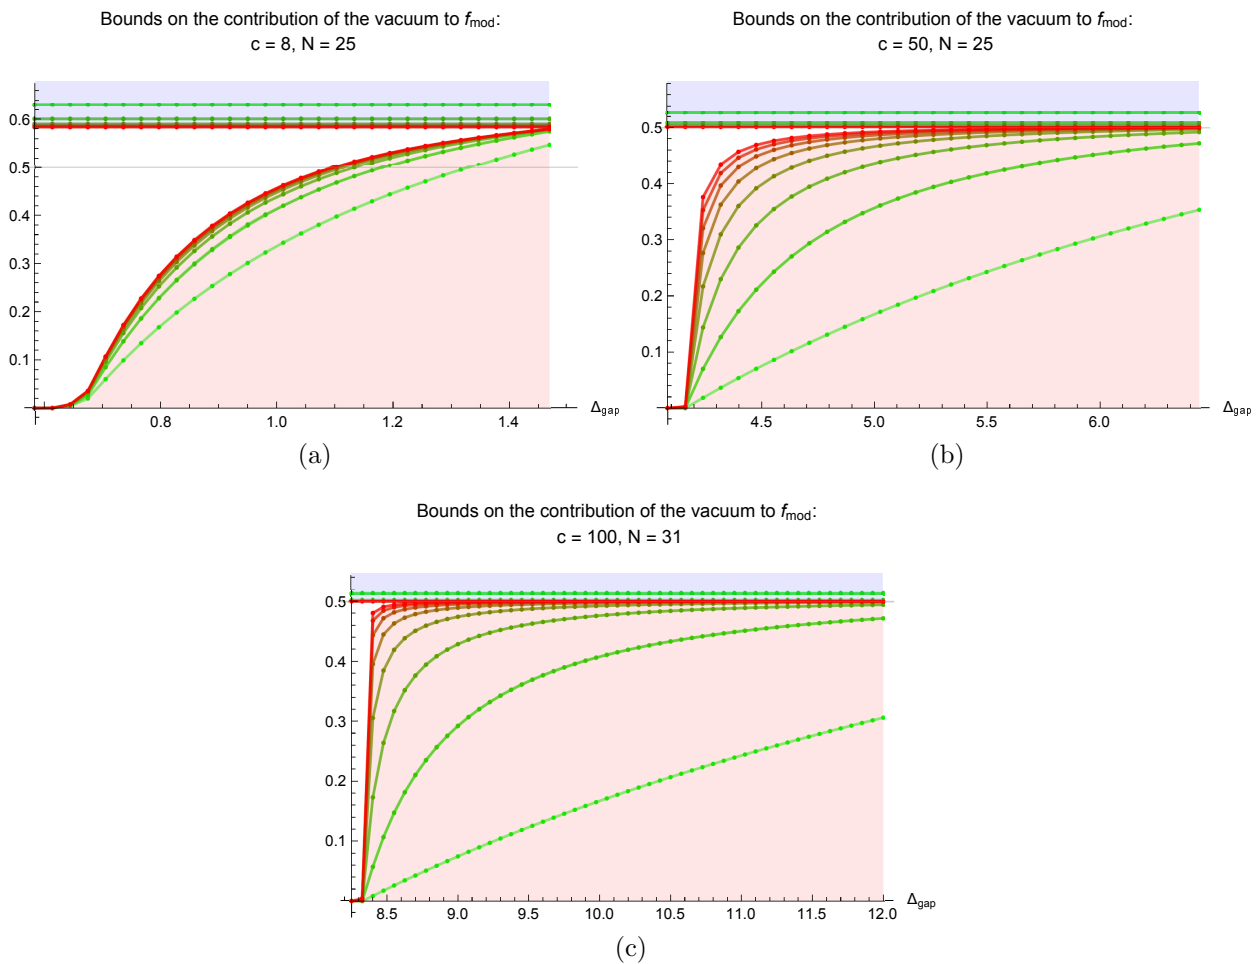 Bounds on the contribution of the vacuum to fmod:
c = 8, N = 25
0.6
0.5
0.4
0.3
0.2
0.1
0.8 1.0 1.2 1.4
Δgap
(a)
Bounds on the contribution of the vacuum to fmod:
c = 50, N = 25
0.5
0.4
0.3
0.2
0.1
4.5 5.0 5.5 6.0
Δgap
(b)
Bounds on the contribution of the vacuum to fmod:
c = 100, N = 31
0.5
0.4
0.3
0.2
0.1
8.5 9.0 9.5 10.0 10.5 11.0 11.5 12.0
Δgap
(c)